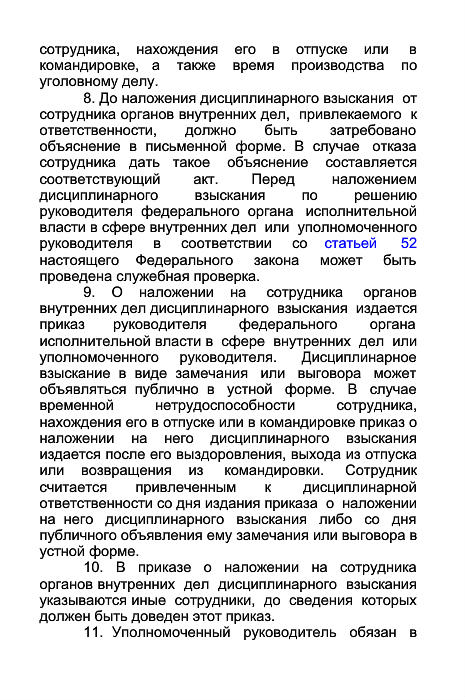 сотрудника, нахождения его в отпуске или в
командировке, а также время производства по
уголовному делу.
8. До наложения дисциплинарного взыскания от
сотрудника органов внутренних дел, привлекаемого к
ответственности, должно быть затребовано
объяснение в письменной форме. В случае отказа
сотрудника дать такое объяснение составляется
соответствующий акт. Перед наложением
дисциплинарного взыскания по решению
руководителя федерального органа исполнительной
власти в сфере внутренних дел или уполномоченного
руководителя в соответствии со статьей 52
настоящего Федерального закона может быть
проведена служебная проверка.
9. О наложении на сотрудника органов
внутренних дел дисциплинарного взыскания издается
приказ руководителя федерального органа
исполнительной власти в сфере внутренних дел или
уполномоченного руководителя. Дисциплинарное
взыскание в виде замечания или выговора может
объявляться публично в устной форме. В случае
временной нетрудоспособности сотрудника,
нахождения его в отпуске или в командировке приказ о
наложении на него дисциплинарного взыскания
издается после его выздоровления, выхода из отпуска
или возвращения из командировки. Сотрудник
считается привлеченным к дисциплинарной
ответственности со дня издания приказа о наложении
на него дисциплинарного взыскания либо со дня
публичного объявления ему замечания или выговора в
устной форме.
10. В приказе о наложении на сотрудника
органов внутренних дел дисциплинарного взыскания
указываются иные сотрудники, до сведения которых
должен быть доведен этот приказ.
11. Уполномоченный руководитель обязан в